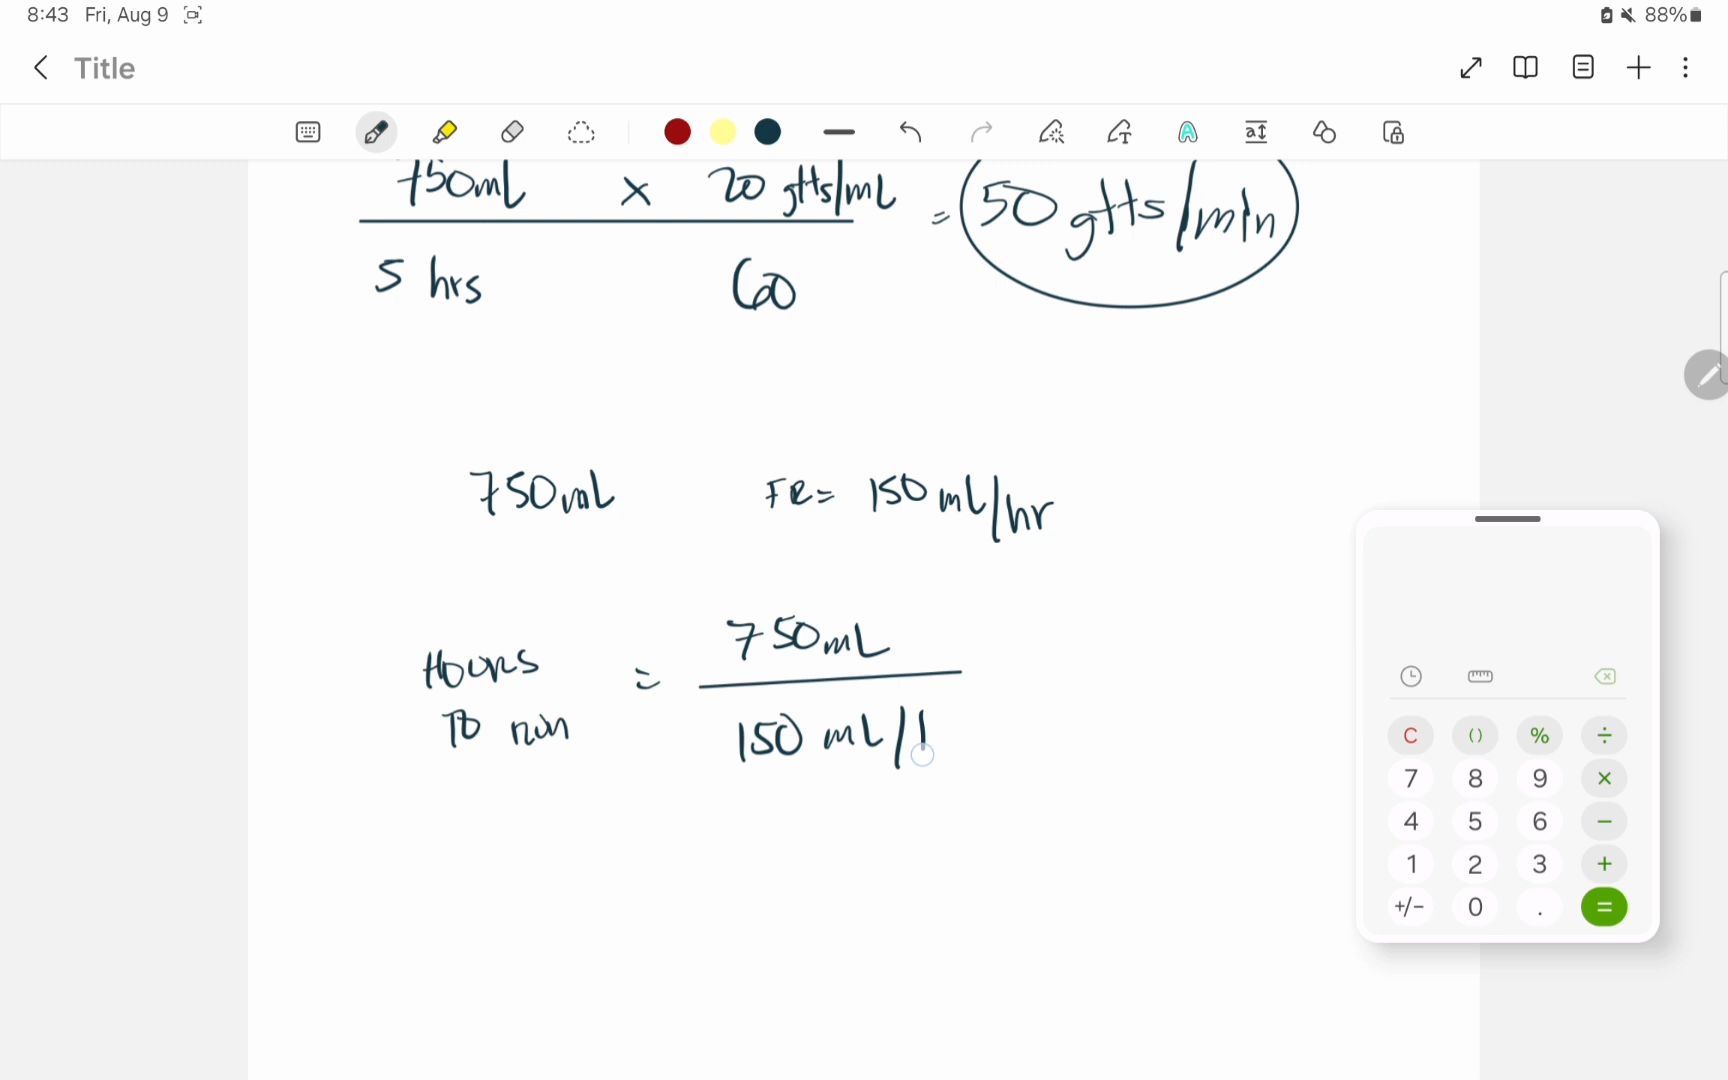 8:43 Fri, Aug 9 88%
Title
750mL x 20 gtts/mL = 50 gtts/min
5 hrs 60
750mL FR = 150 mL/hr
Hours = 750mL
To run 150 mL/
C () % ÷
7 8 9 ×
4 5 6 −
1 2 3 +
+/− 0 . =